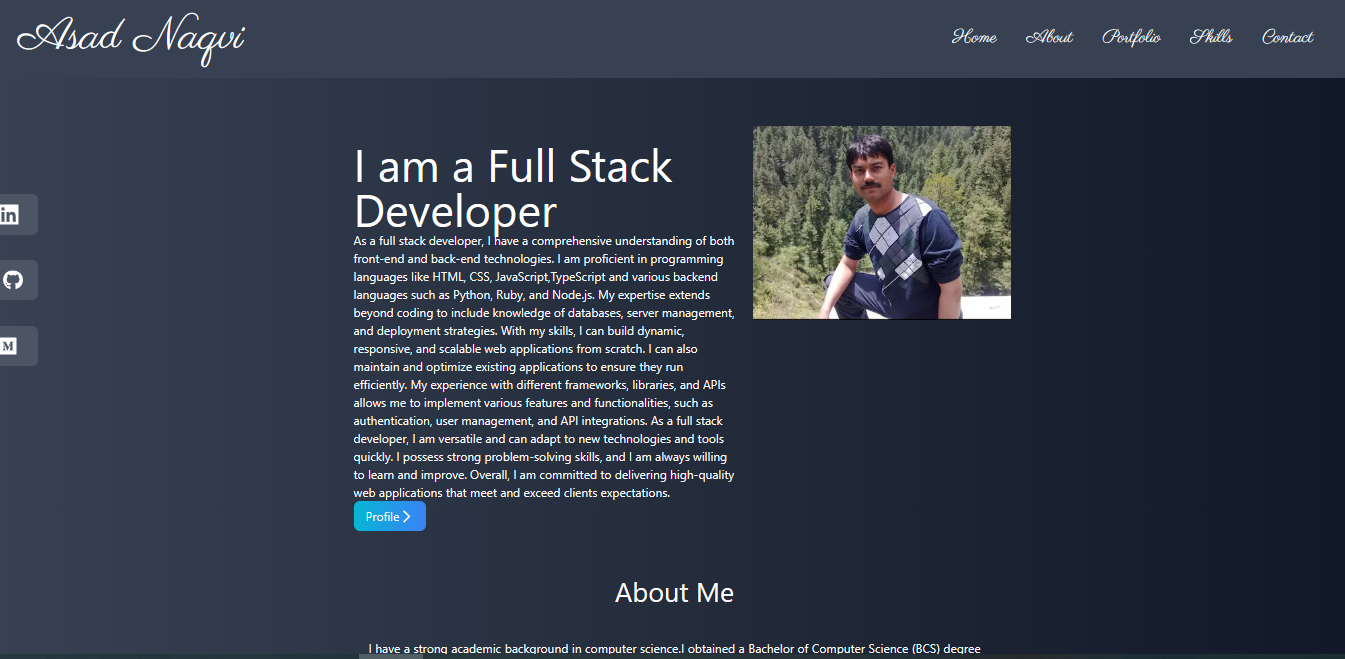 Asad Naqvi
Home About Portfolio Skills Contact
I am a Full Stack
Developer
As a full stack developer, I have a comprehensive understanding of both
front-end and back-end technologies. I am proficient in programming
languages like HTML, CSS, JavaScript,TypeScript and various backend
languages such as Python, Ruby, and Node.js. My expertise extends
beyond coding to include knowledge of databases, server management,
and deployment strategies. With my skills, I can build dynamic,
responsive, and scalable web applications from scratch. I can also
maintain and optimize existing applications to ensure they run
efficiently. My experience with different frameworks, libraries, and APIs
allows me to implement various features and functionalities, such as
authentication, user management, and API integrations. As a full stack
developer, I am versatile and can adapt to new technologies and tools
quickly. I possess strong problem-solving skills, and I am always willing
to learn and improve. Overall, I am committed to delivering high-quality
web applications that meet and exceed clients expectations.
Profile
in
M
About Me
I have a strong academic background in computer science.I obtained a Bachelor of Computer Science (BCS) degree